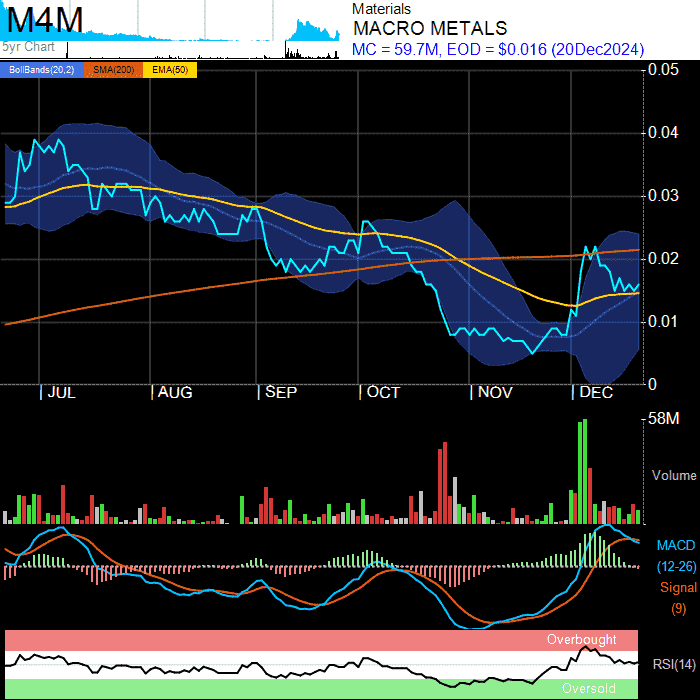 M4M
5yr Chart
Materials
MACRO METALS
MC = 59.7M, EOD = $0.016 (20Dec2024)
BollBands(20,2) SMA(200) EMA(50)
0.05
0.04
0.03
0.02
0.01
0
JUL AUG SEP OCT NOV DEC
58M
Volume
MACD
(12-26)
Signal
(9)
Overbought
RSI(14)
Oversold